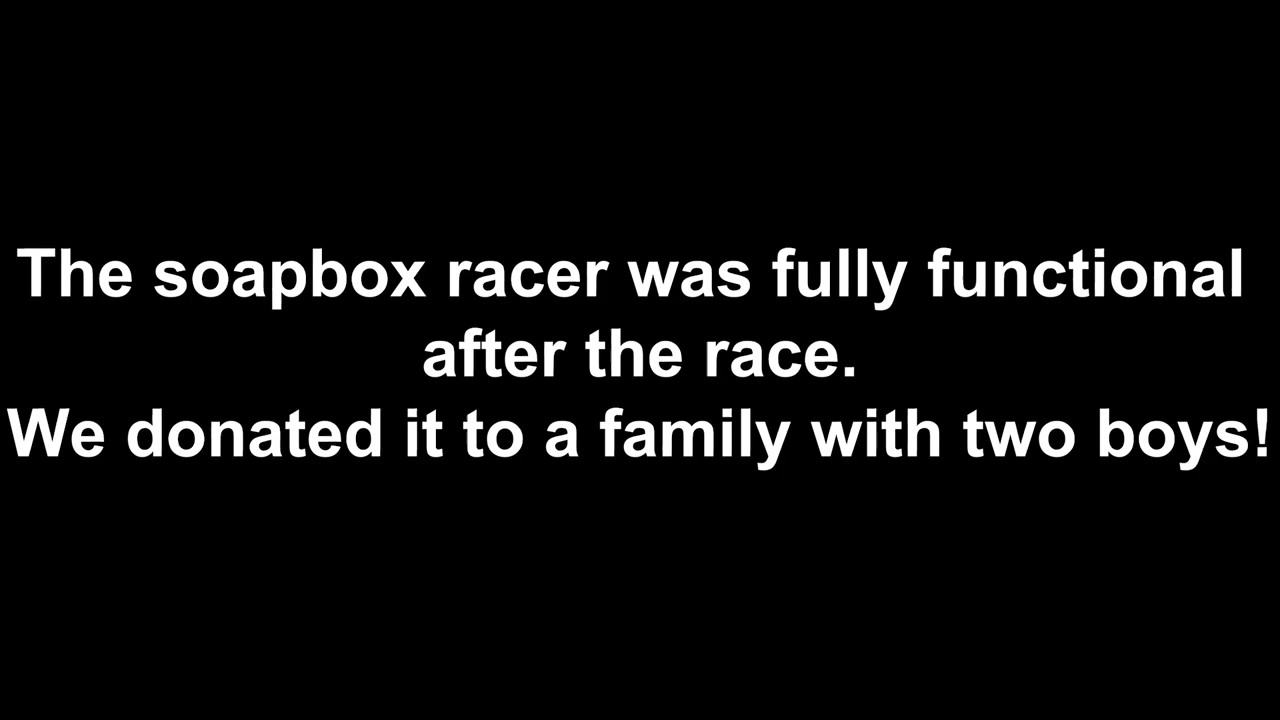 The soapbox racer was fully functional
after the race.
We donated it to a family with two boys!